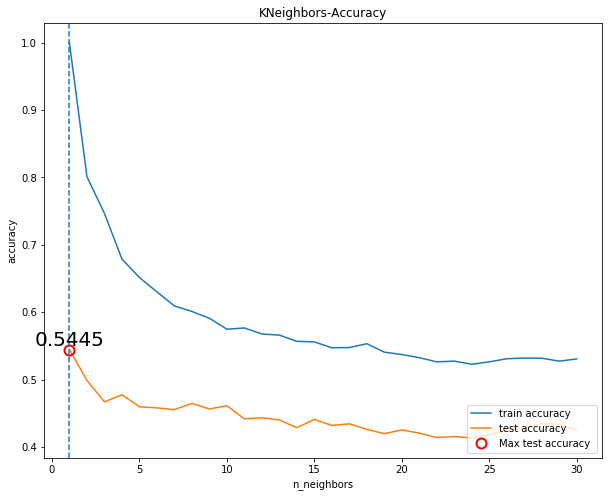 KNeighbors-Accuracy
1.0
0.9
0.8
0.7
0.6
0.5
0.4
accuracy
0.5445
train accuracy
test accuracy
Max test accuracy
0
5
10
15
20
25
30
n_neighbors